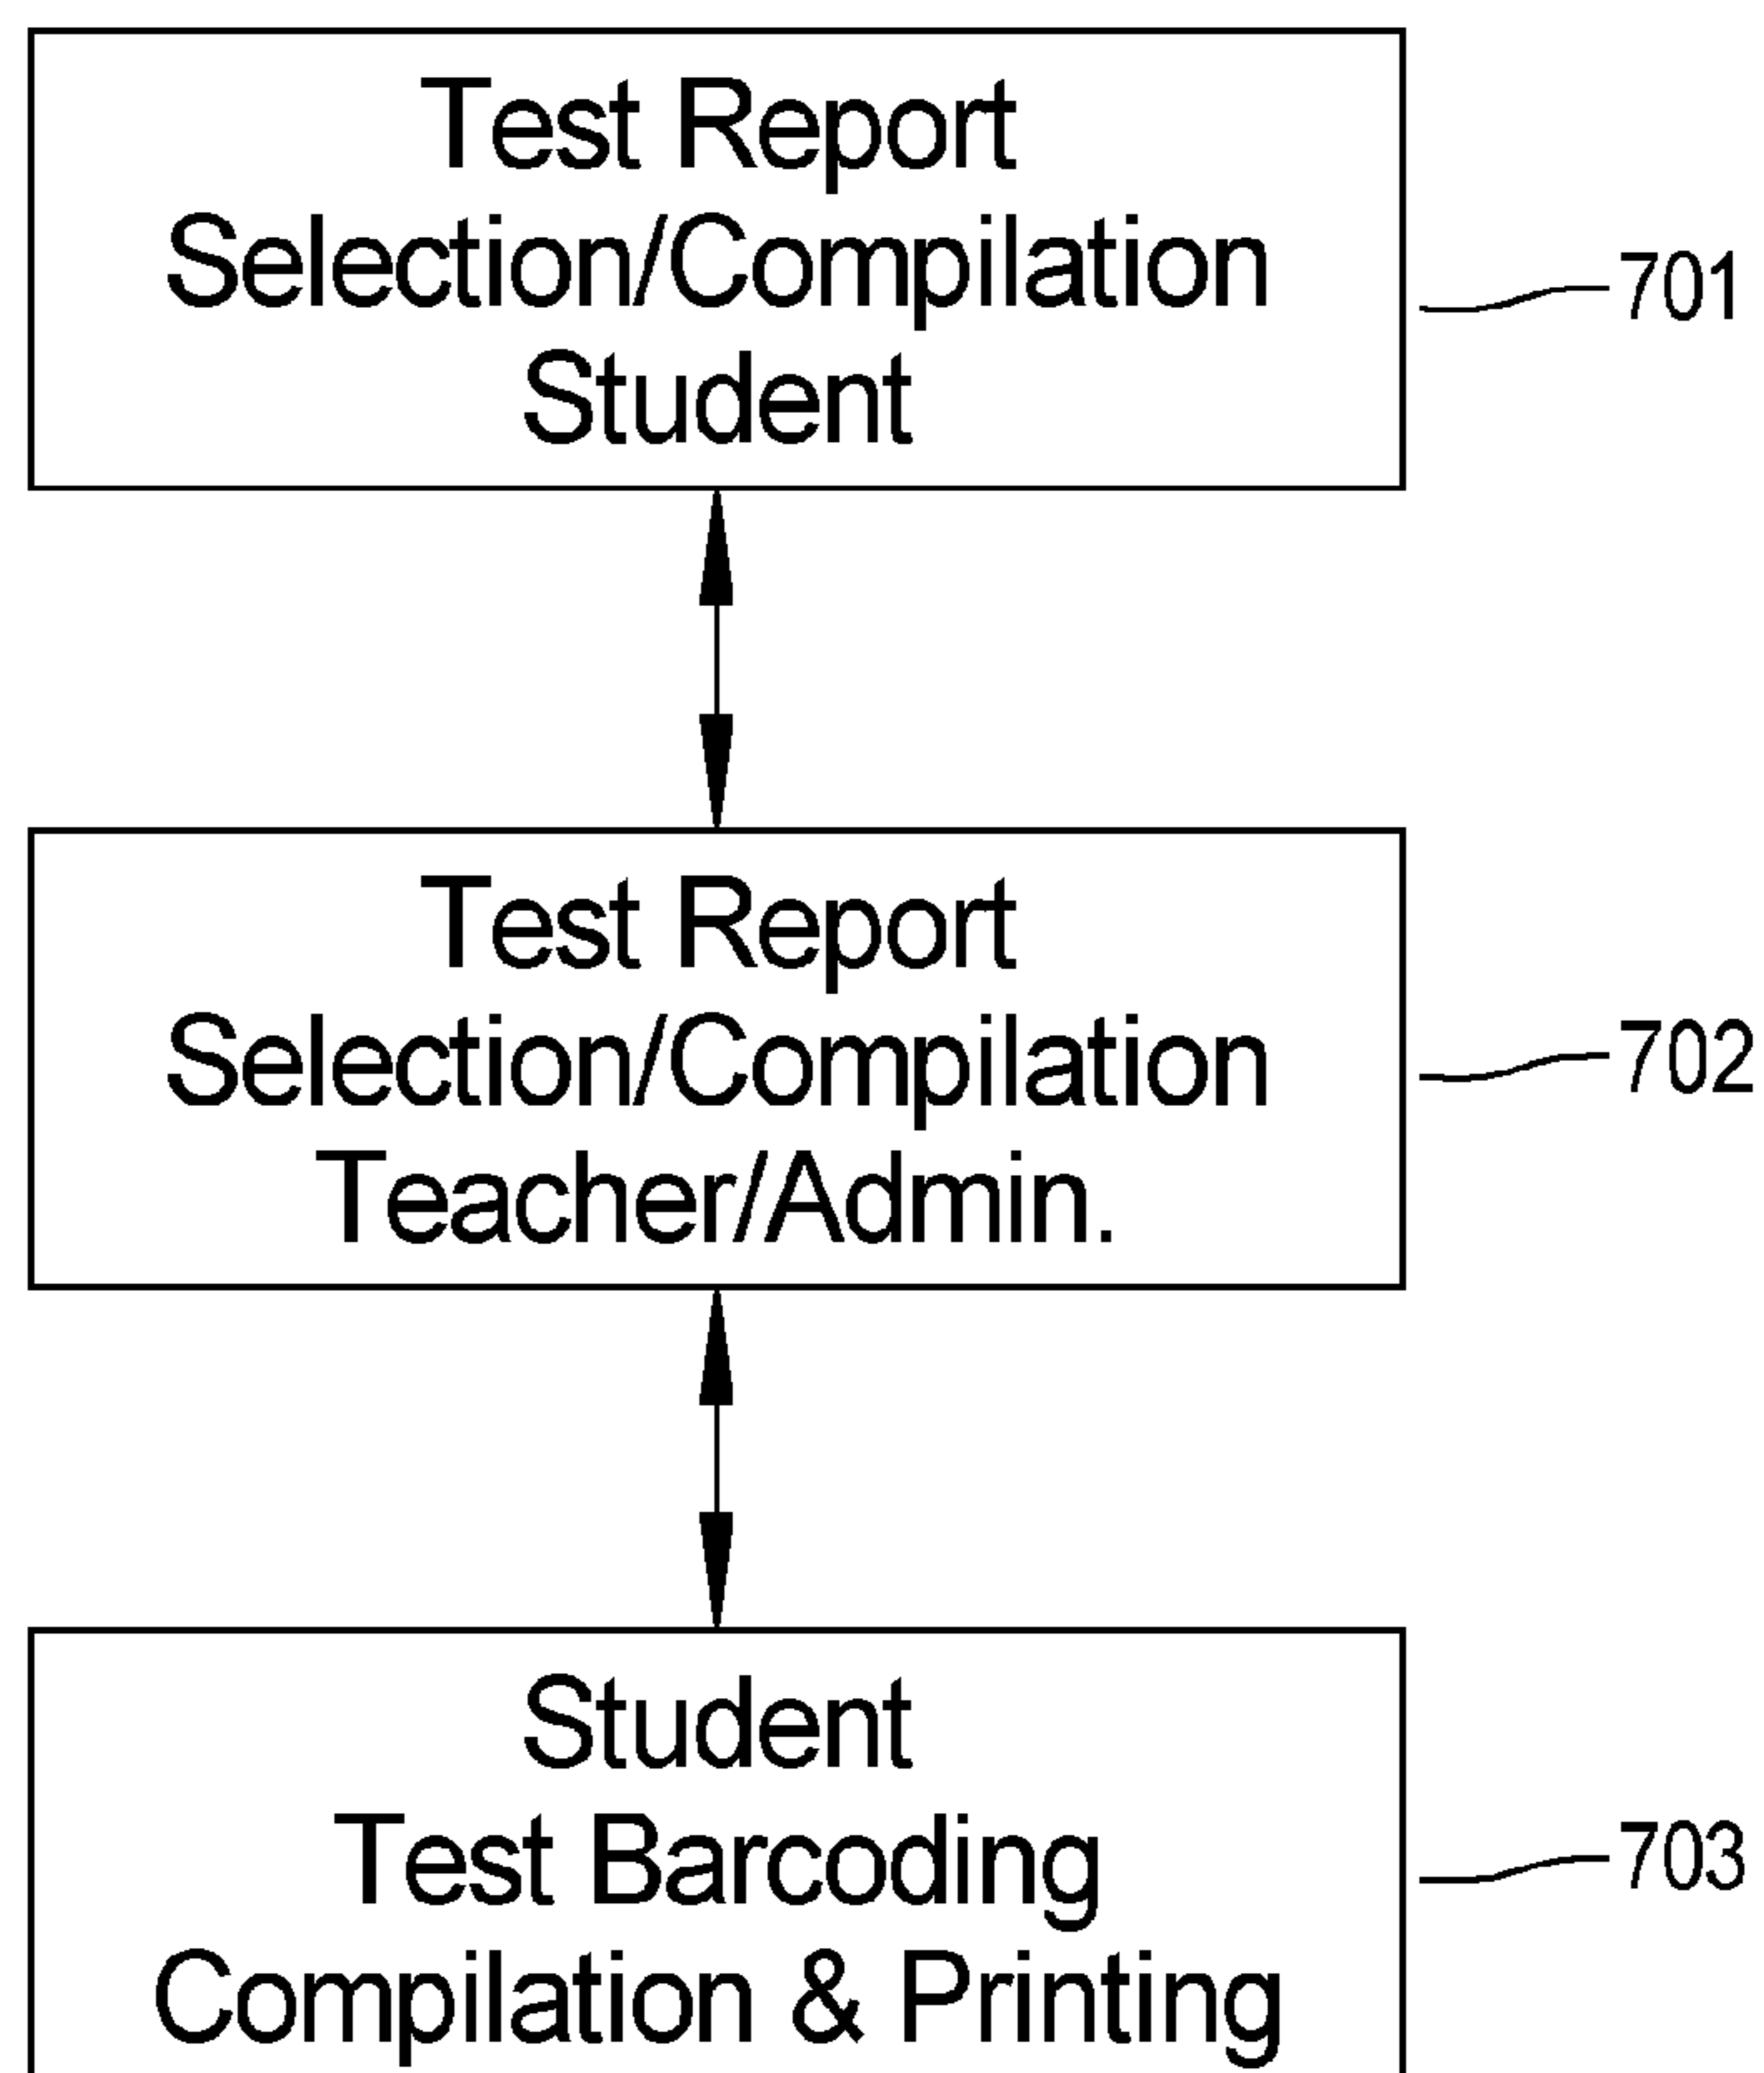 Test Report
Selection/Compilation
Student
701
Test Report
Selection/Compilation
Teacher/Admin.
702
Student
Test Barcoding
Compilation & Printing
703